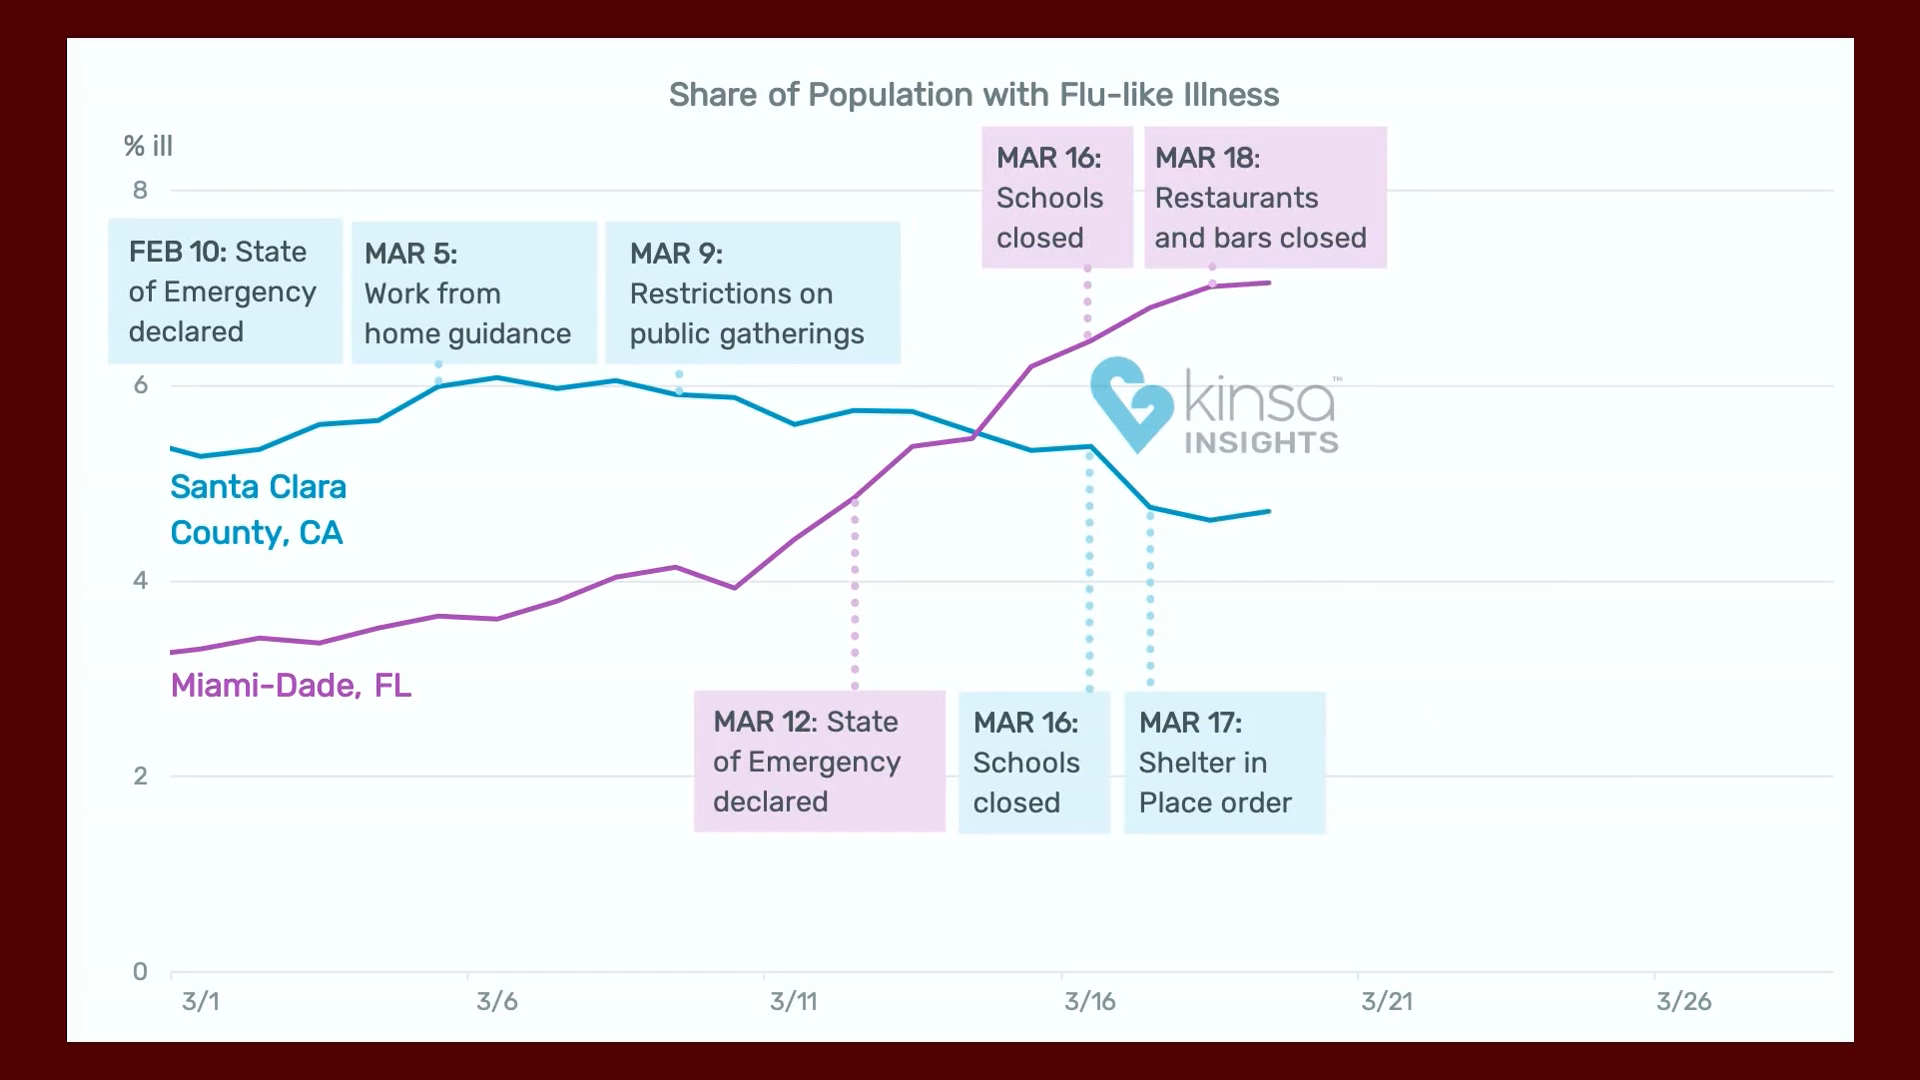 Share of Population with Flu-like Illness
% ill
8
MAR 16:
Schools
closed
MAR 18:
Restaurants
and bars closed
FEB 10: State
of Emergency
declared
MAR 5:
Work from
home guidance
MAR 9:
Restrictions on
public gatherings
6
kinsa™
INSIGHTS
Santa Clara
County, CA
4
Miami-Dade, FL
MAR 12: State
of Emergency
declared
MAR 16:
Schools
closed
MAR 17:
Shelter in
Place order
2
0
3/1 3/6 3/11 3/16 3/21 3/26